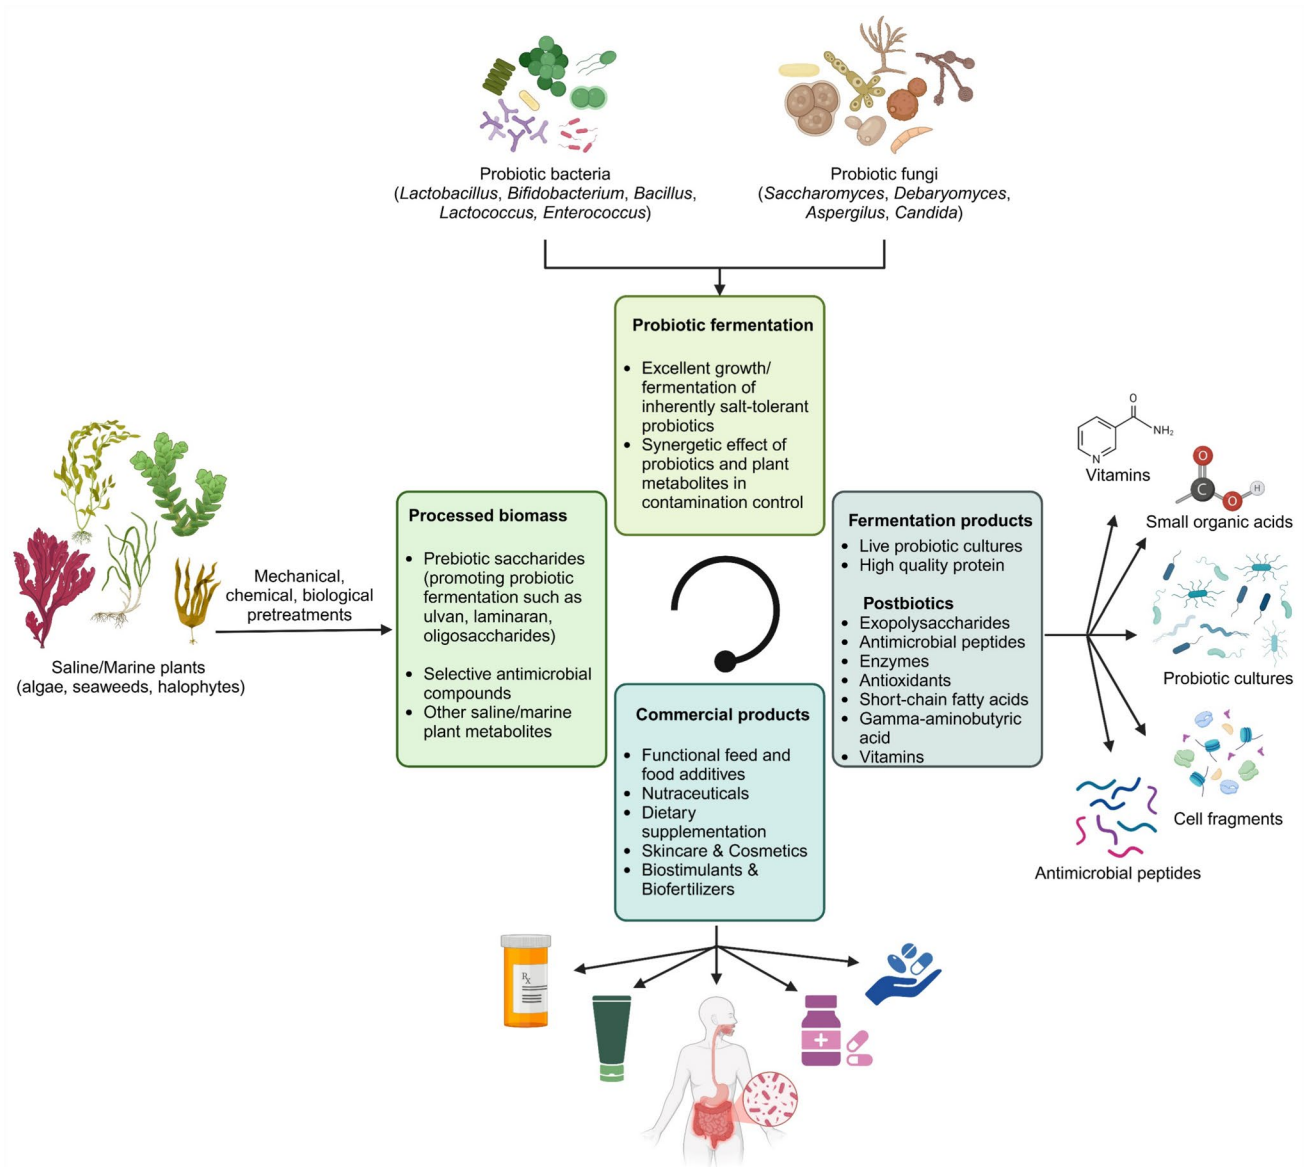 Probiotic bacteria
(Lactobacillus, Bifidobacterium, Bacillus,
Lactococcus, Enterococcus)
Probiotic fungi
(Saccharomyces, Debaryomyces,
Aspergilus, Candida)
Probiotic fermentation
• Excellent growth/
fermentation of
inherently salt-tolerant
probiotics
• Synergetic effect of
probiotics and plant
metabolites in
contamination control
Saline/Marine plants
(algae, seaweeds, halophytes)
Mechanical,
chemical, biological
pretreatments
Processed biomass
• Prebiotic saccharides
(promoting probiotic
fermentation such as
ulvan, laminaran,
oligosaccharides)
• Selective antimicrobial
compounds
• Other saline/marine
plant metabolites
Fermentation products
• Live probiotic cultures
• High quality protein
Postbiotics
• Exopolysaccharides
• Antimicrobial peptides
• Enzymes
• Antioxidants
• Short-chain fatty acids
• Gamma-aminobutyric
acid
• Vitamins
O
NH₂
N
Vitamins
O
C
O
H
Small organic acids
Probiotic cultures
Cell fragments
Antimicrobial peptides
Commercial products
• Functional feed and
food additives
• Nutraceuticals
• Dietary
supplementation
• Skincare & Cosmetics
• Biostimulants &
Biofertilizers
Rx